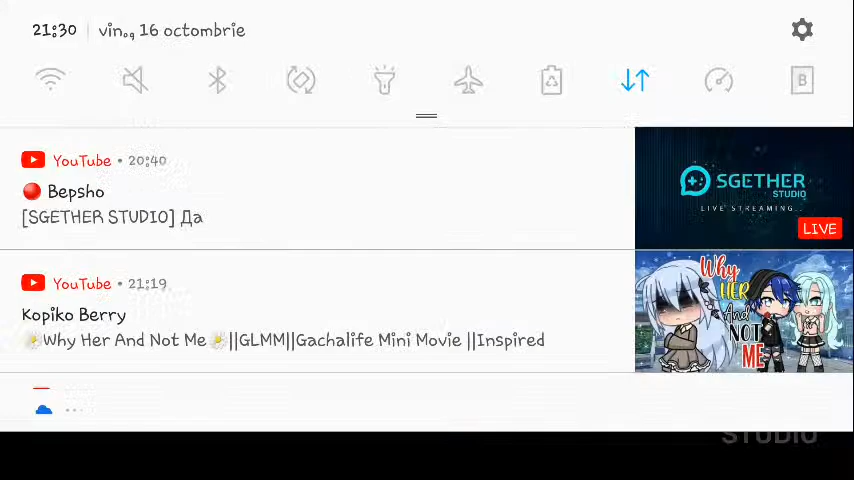 21:30 | vin., 16 octombrie
B
YouTube • 20:40
Bepsho
[SGETHER STUDIO] Да
SGETHER
STUDIO
LIVE STREAMING..
LIVE
YouTube • 21:19
Kopiko Berry
🌼Why Her And Not Me🌼||GLMM||Gachalife Mini Movie ||Inspired
Why
HER
And
NOT
ME
STUDIO